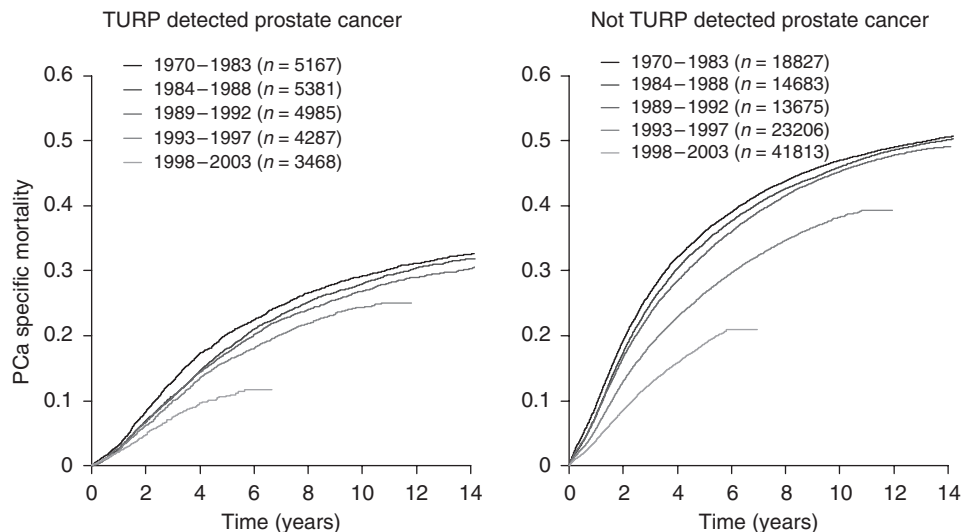 TURP detected prostate cancer
1970–1983 (n = 5167)
1984–1988 (n = 5381)
1989–1992 (n = 4985)
1993–1997 (n = 4287)
1998–2003 (n = 3468)
PCa specific mortality
0.6
0.5
0.4
0.3
0.2
0.1
0
0 2 4 6 8 10 12 14
Time (years)
Not TURP detected prostate cancer
1970–1983 (n = 18827)
1984–1988 (n = 14683)
1989–1992 (n = 13675)
1993–1997 (n = 23206)
1998–2003 (n = 41813)
0.6
0.5
0.4
0.3
0.2
0.1
0
0 2 4 6 8 10 12 14
Time (years)